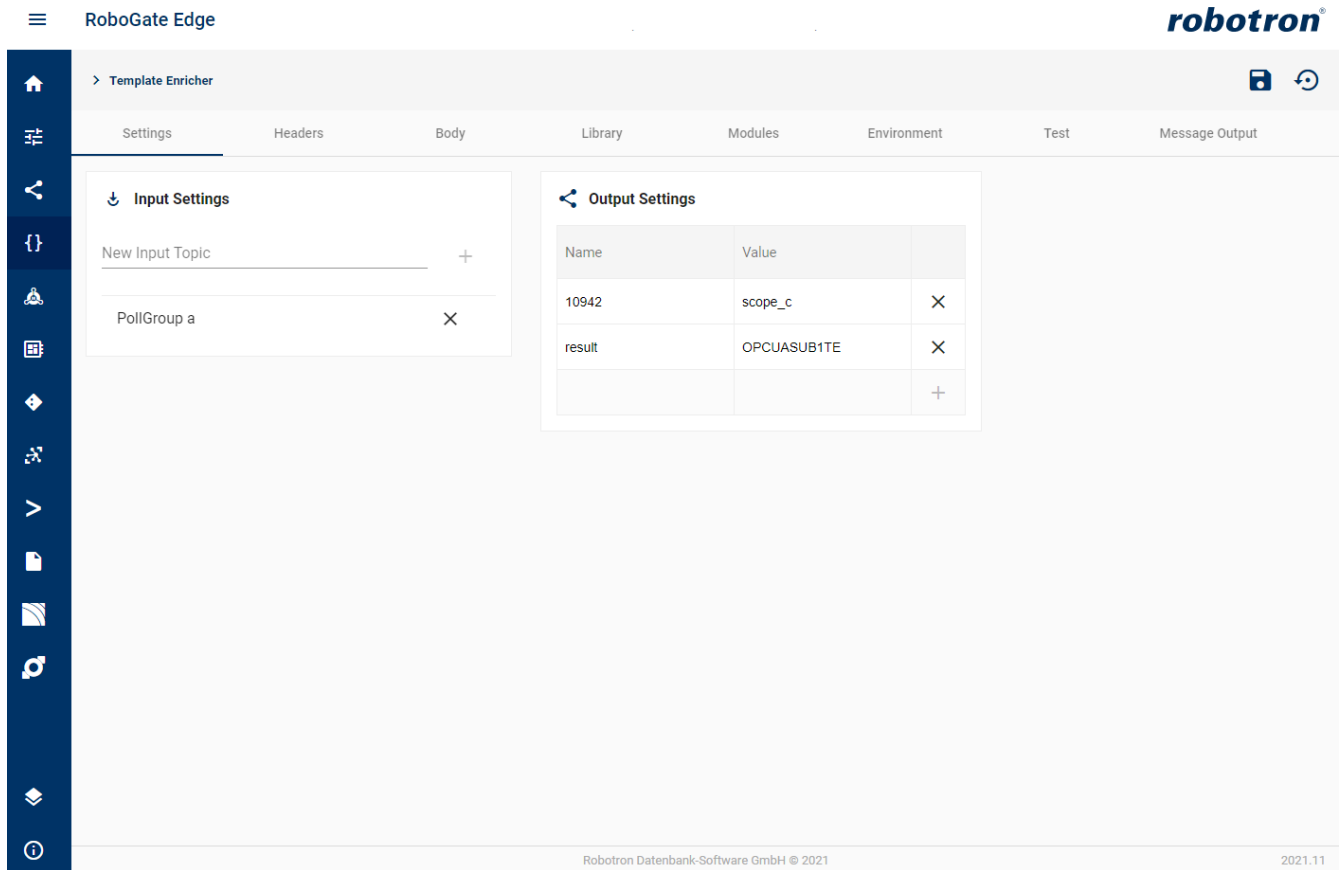 RoboGate Edge
robotron®
Template Enricher
Settings Headers Body Library Modules Environment Test Message Output
Input Settings
New Input Topic
PollGroup a
Output Settings
Name Value
10942 scope_c
result OPCUASUB1TE
Robotron Datenbank-Software GmbH © 2021
2021.11